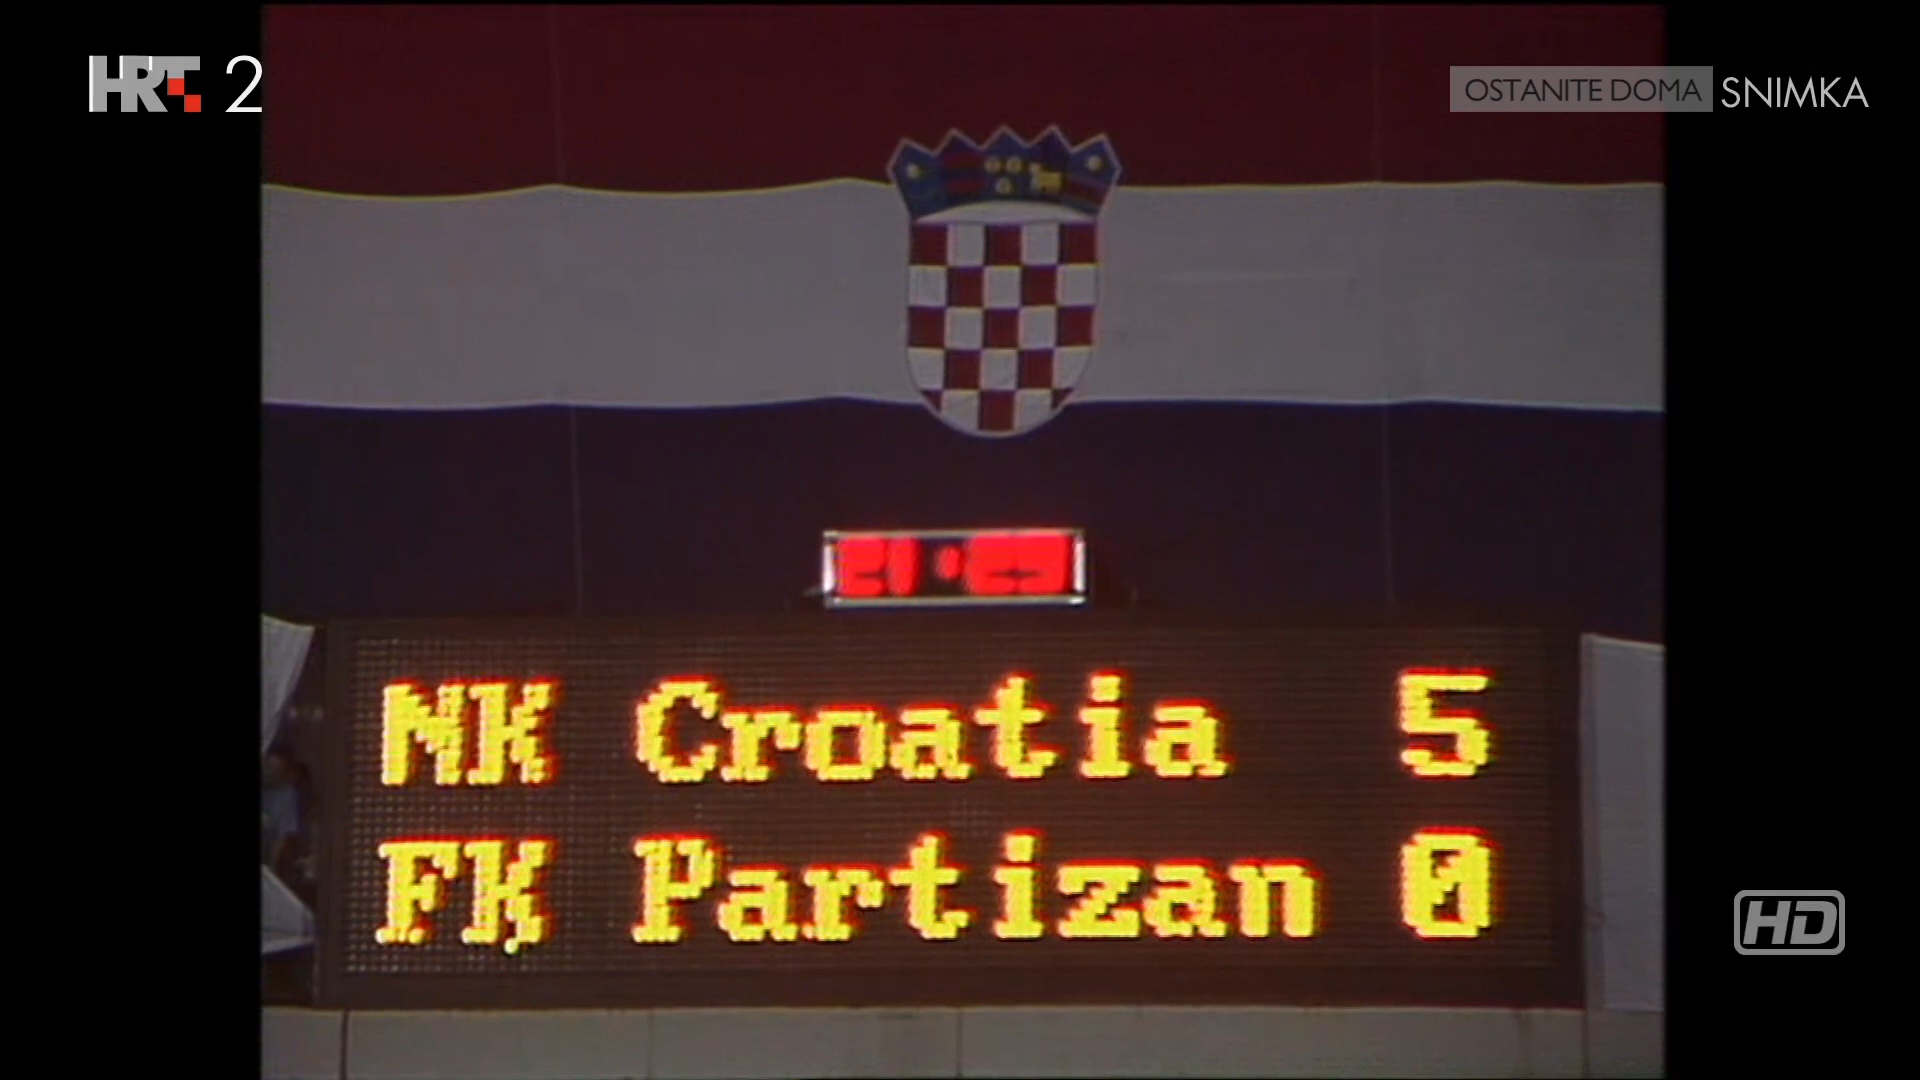 HRT 2
OSTANITE DOMA SNIMKA
NK Croatia 5
FK Partizan 0
HD